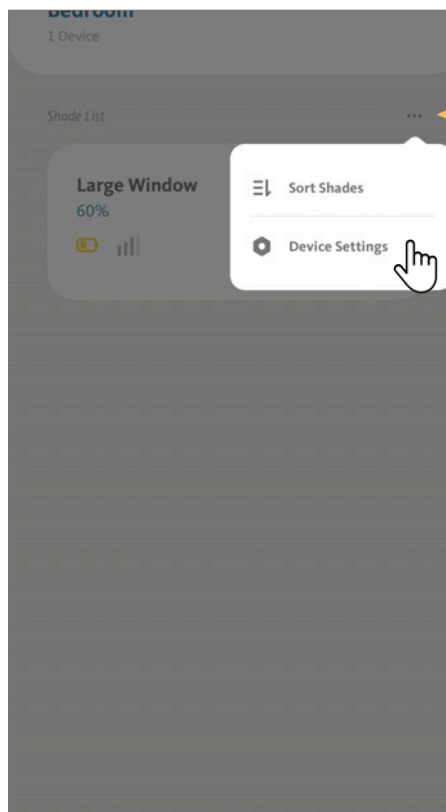 Bedroom
1 Device
Shade List
Large Window
60%
Sort Shades
Device Settings